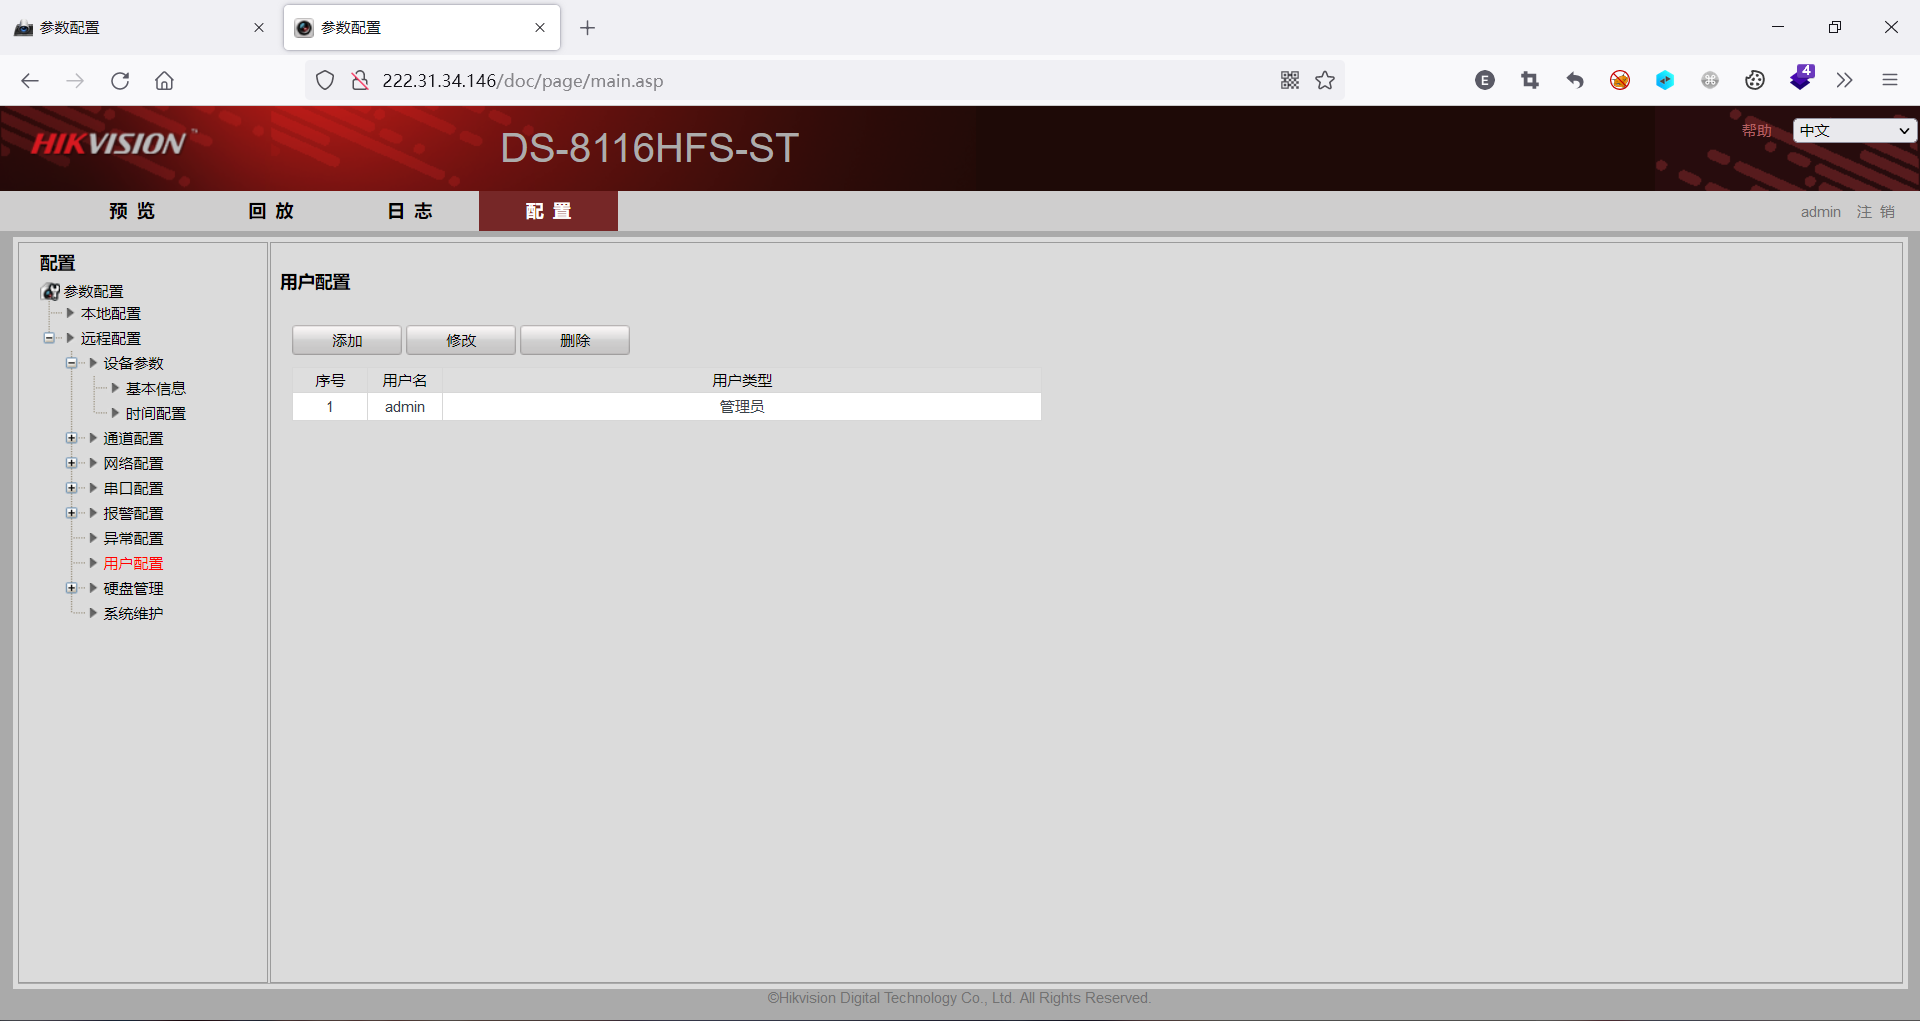 参数配置
参数配置
222.31.34.146/doc/page/main.asp
E
4
HIKVISION™
DS-8116HFS-ST
帮助
中文
预 览
回 放
日 志
配 置
admin
注 销
配置
参数配置
本地配置
远程配置
设备参数
基本信息
时间配置
通道配置
网络配置
串口配置
报警配置
异常配置
用户配置
硬盘管理
系统维护
用户配置
添加
修改
删除
序号 用户名 用户类型
1 admin 管理员
©Hikvision Digital Technology Co., Ltd. All Rights Reserved.